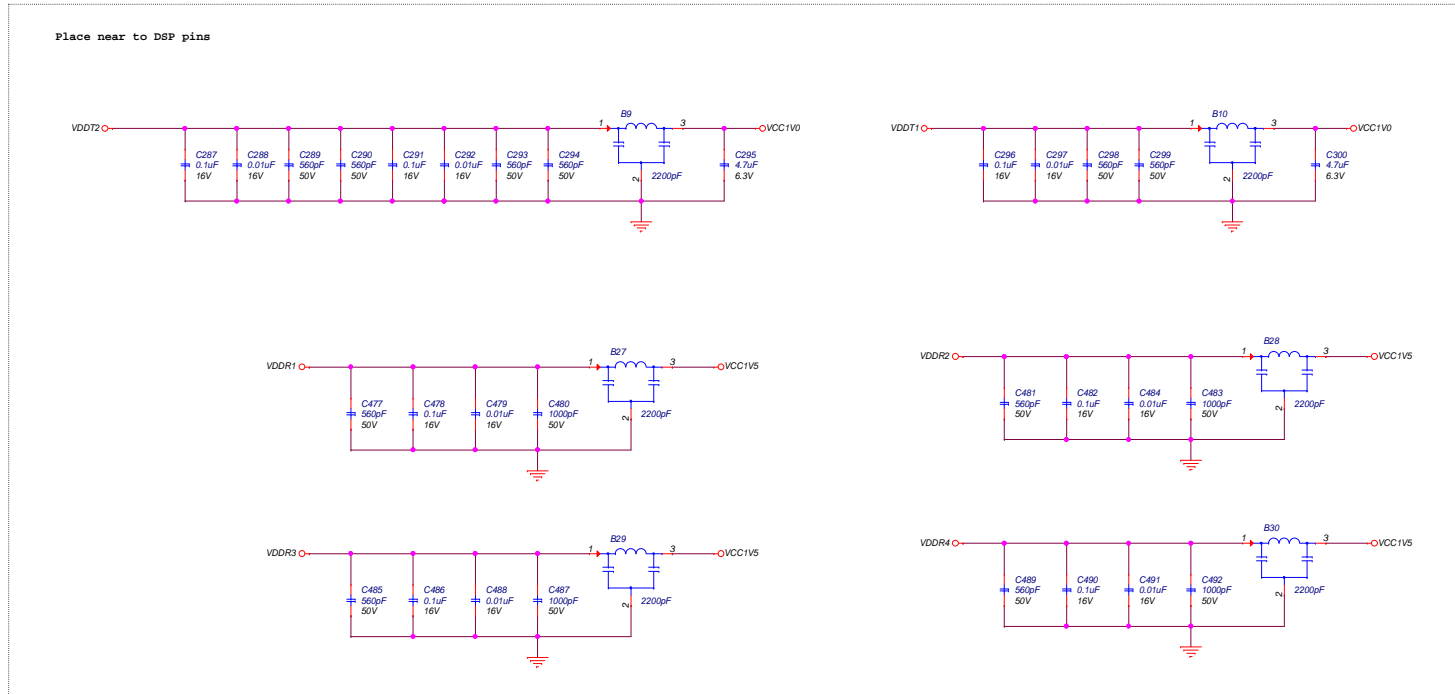 Place near to DSP pins
B9
B10
VDDT2
1
3
VCC1V0
VDDT1
1
3
VCC1V0
C287
0.1uF
16V
C288
0.01uF
16V
C289
560pF
50V
C290
560pF
50V
C291
0.1uF
16V
C292
0.01uF
16V
C293
560pF
50V
C294
560pF
50V
2
2200pF
C295
4.7uF
6.3V
C296
0.1uF
16V
C297
0.01uF
16V
C298
560pF
50V
C299
560pF
50V
2
2200pF
C300
4.7uF
6.3V
B27
VDDR1
1
3
VCC1V5
C477
560pF
50V
C478
0.1uF
16V
C479
0.01uF
16V
C480
1000pF
50V
2
2200pF
B28
VDDR2
1
3
VCC1V5
C481
560pF
50V
C482
0.1uF
16V
C484
0.01uF
16V
C483
1000pF
50V
2
2200pF
B29
VDDR3
1
3
VCC1V5
C485
560pF
50V
C486
0.1uF
16V
C488
0.01uF
16V
C487
1000pF
50V
2
2200pF
B30
VDDR4
1
3
VCC1V5
C489
560pF
50V
C490
0.1uF
16V
C491
0.01uF
16V
C492
1000pF
50V
2
2200pF